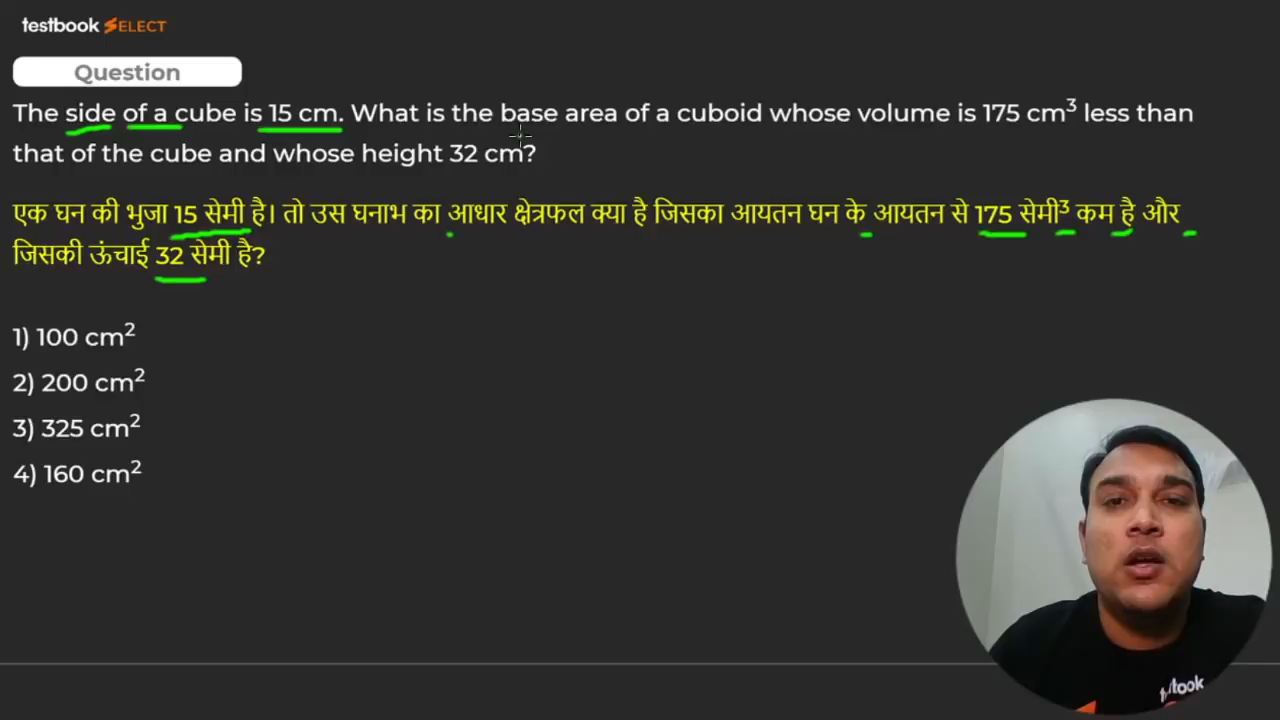 testbook SELECT
Question
The side of a cube is 15 cm. What is the base area of a cuboid whose volume is 175 cm³ less than
that of the cube and whose height 32 cm?
एक घन की भुजा 15 सेमी है। तो उस घनाभ का आधार क्षेत्रफल क्या है जिसका आयतन घन के आयतन से 175 सेमी³ कम है और
जिसकी ऊंचाई 32 सेमी है?
1) 100 cm²
2) 200 cm²
3) 325 cm²
4) 160 cm²